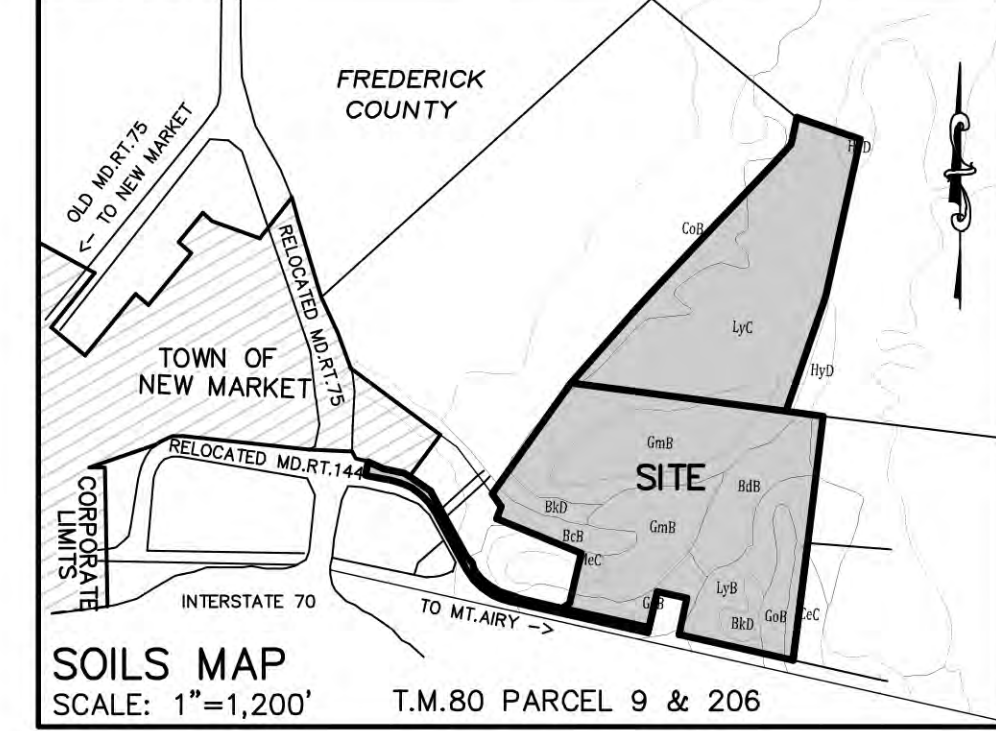 FREDERICK
COUNTY
OLD MD.RT.75
<- TO NEW MARKET
RELOCATED MD.RT.75
TOWN OF
NEW MARKET
RELOCATED MD.RT.144
CORPORATE
LIMITS
INTERSTATE 70
TO MT.AIRY ->
CoB
LyC
HyD
GmB
SITE
BdB
BkD
GmB
BcB
LyB
BkD
GoB
CeC
SOILS MAP
SCALE: 1"=1,200'
T.M.80 PARCEL 9 & 206